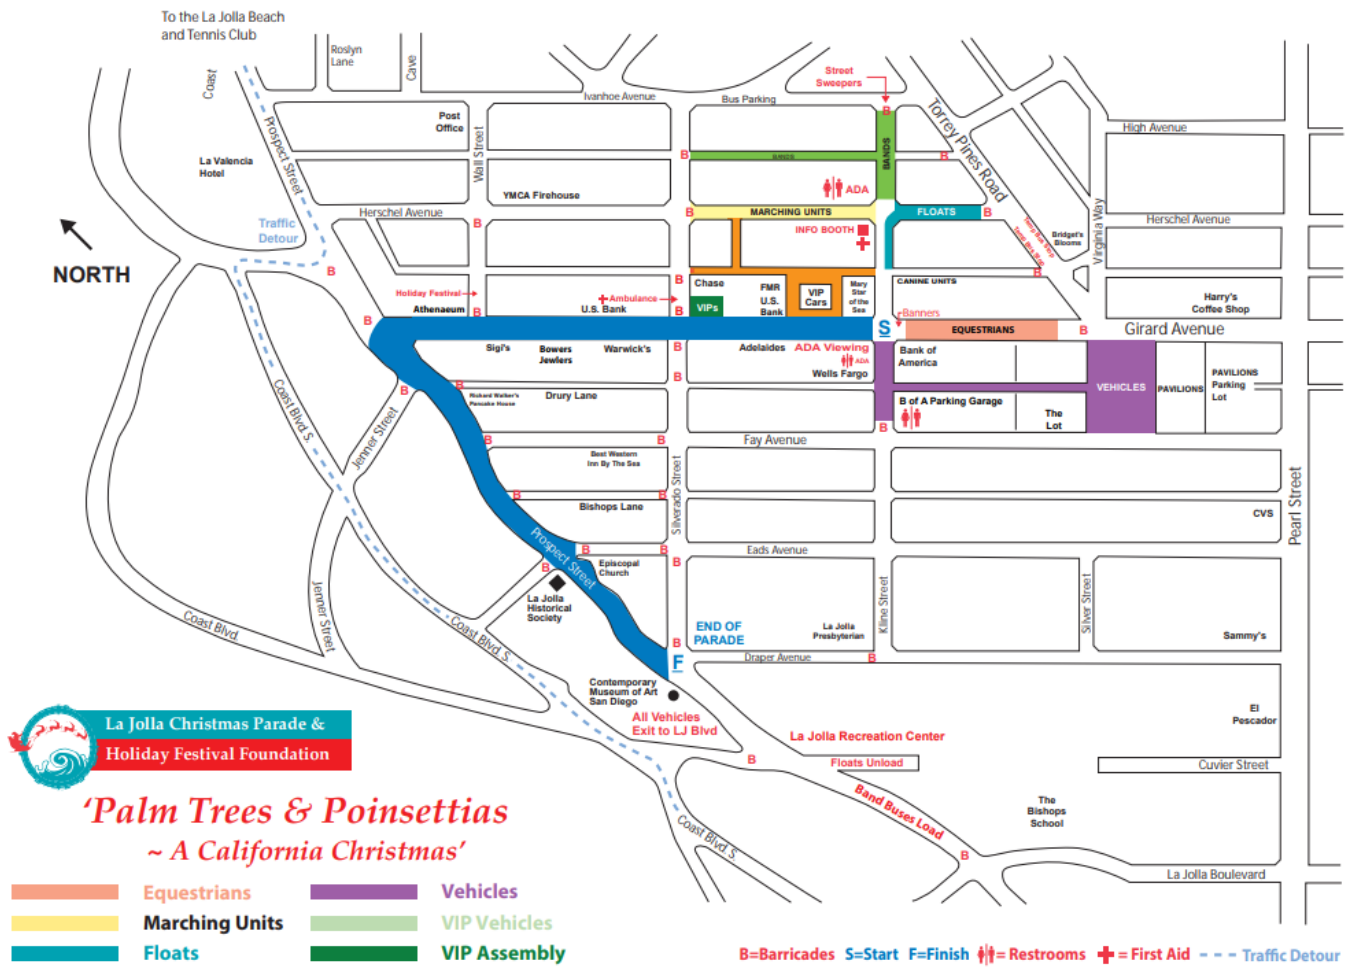 To the La Jolla Beach
and Tennis Club
Roslyn
Lane
Cave
Coast
Street
Sweepers
Ivanhoe Avenue
Bus Parking
B
Torrey Pines Road
High Avenue
Post
Office
Prospect Street
Wall Street
La Valencia
Hotel
B
BANDS
BANDS
B
YMCA Firehouse
ADA
Herschel Avenue
B
MARCHING UNITS
FLOATS
B
Herschel Avenue
Virginia Way
Traffic
Detour
B
INFO BOOTH
Temp Bus Stop
Temp Bus Stop
Bridget's
Blooms
NORTH
B
B
B
B
Chase
FMR
U.S.
Bank
VIP
Cars
Mary
Star
of the
Sea
CANINE UNITS
Holiday Festival
Athenaeum
B
U.S. Bank
Ambulance
B
VIPs
Banners
Harry's
Coffee Shop
B
S
EQUESTRIANS
B
Girard Avenue
Sigi's
Bowers
Jewlers
Warwick's
B
Adelaides
ADA Viewing
ADA
Wells Fargo
Bank of
America
B
B
B
Rickard Walker's
Pancake House
Drury Lane
VEHICLES
PAVILIONS
PAVILIONS
Parking
Lot
B of A Parking Garage
The
Lot
Coast Blvd S.
Jenner Street
B
B
Fay Avenue
B
Best Western
Inn By The Sea
Silverado Street
Pearl Street
B
B
Bishops Lane
CVS
Prospect Street
B
B
Eads Avenue
B
B
Episcopal
Church
La Jolla
Historical
Society
Jenner Street
Kline Street
Silver Street
Coast Blvd
Coast Blvd S.
END OF
PARADE
La Jolla
Presbyterian
Sammy's
B
F
Draper Avenue
B
Contemporary
Museum of Art
San Diego
All Vehicles
Exit to LJ Blvd
El
Pescador
La Jolla Recreation Center
B
Floats Unload
Cuvier Street
Band Buses Load
The
Bishops
School
Coast Blvd S.
B
La Jolla Boulevard
La Jolla Christmas Parade &
Holiday Festival Foundation
'Palm Trees & Poinsettias
~ A California Christmas'
Equestrians
Vehicles
Marching Units
VIP Vehicles
Floats
VIP Assembly
B=Barricades S=Start F=Finish = Restrooms = First Aid Traffic Detour